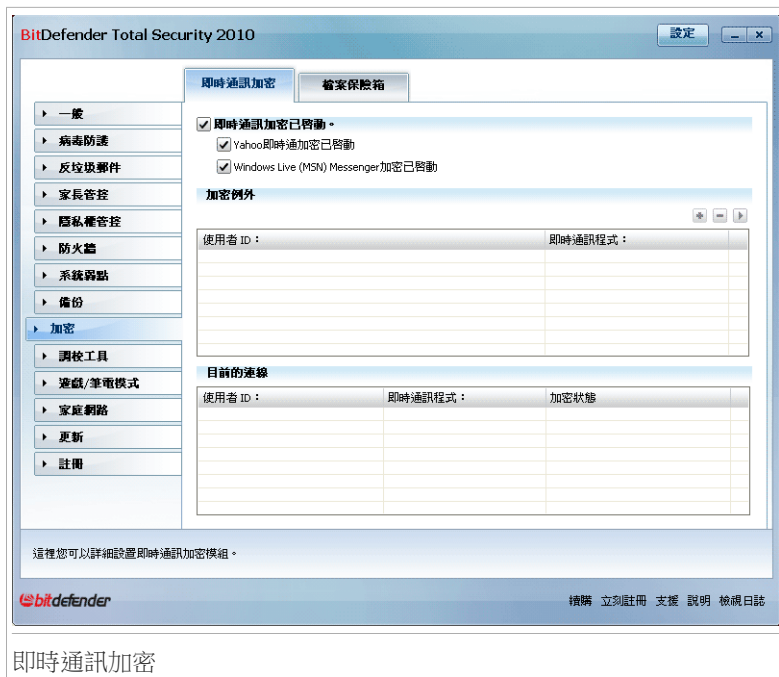 BitDefender Total Security 2010
設定
即時通訊加密
檔案保險箱
一般
病毒防護
反垃圾郵件
家長管控
隱私權管控
防火牆
系統弱點
備份
加密
調校工具
遊戲/筆電模式
家庭網路
更新
註冊
即時通訊加密已啓動。
Yahoo即時通加密已啓動
Windows Live (MSN) Messenger加密已啓動
加密例外
使用者 ID： 即時通訊程式：
目前的連線
使用者 ID： 即時通訊程式： 加密狀態
這裡您可以詳細設置即時通訊加密模組。
bitdefender
續購 立刻註冊 支援 說明 檢視日誌
即時通訊加密